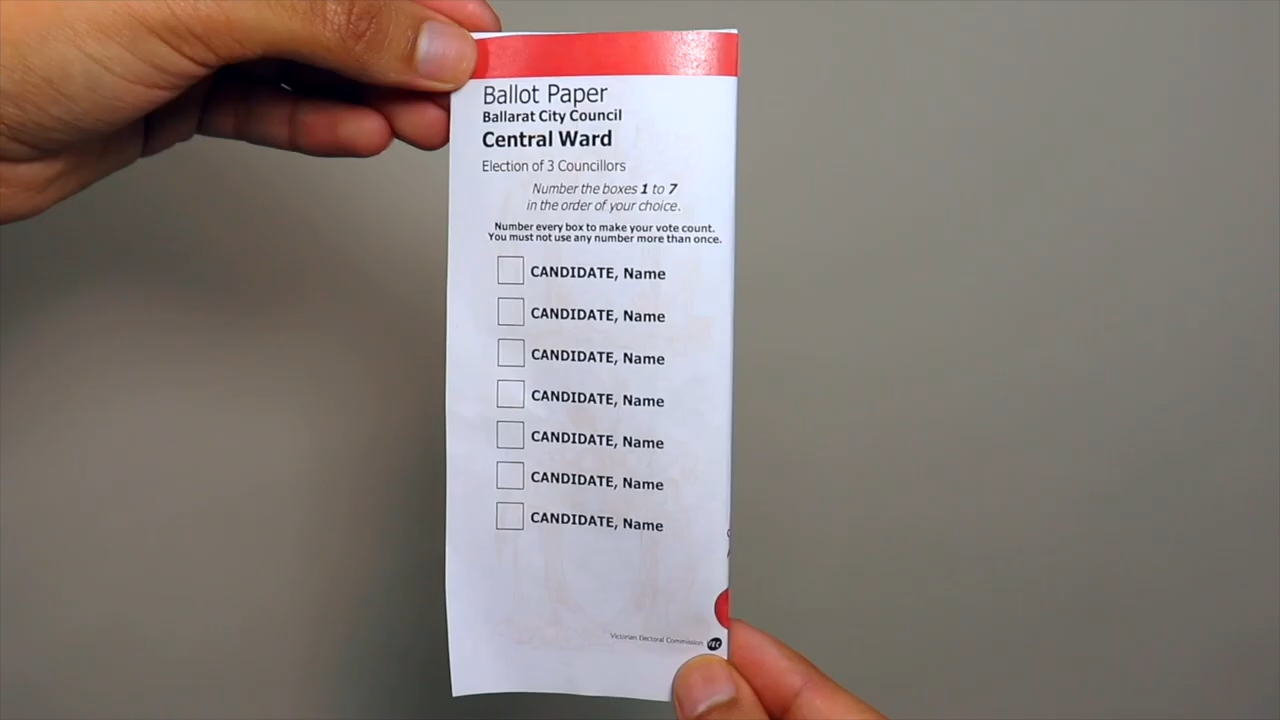 Ballot Paper
Ballarat City Council
Central Ward
Election of 3 Councillors
Number the boxes 1 to 7
in the order of your choice.
Number every box to make your vote count.
You must not use any number more than once.
CANDIDATE, Name
CANDIDATE, Name
CANDIDATE, Name
CANDIDATE, Name
CANDIDATE, Name
CANDIDATE, Name
CANDIDATE, Name
Victorian Electoral Commission vec